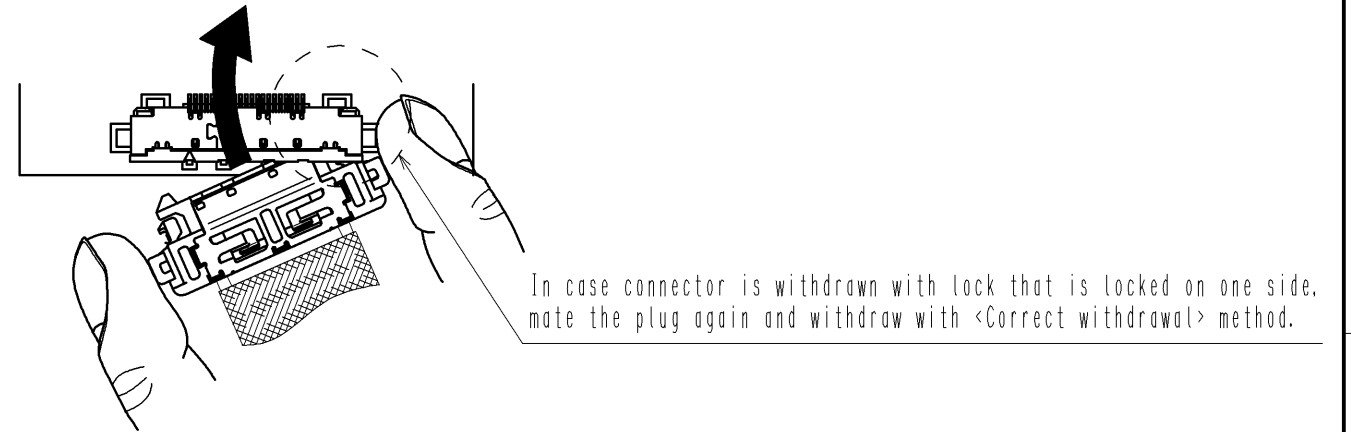 In case connector is withdrawn with lock that is locked on one side,
mate the plug again and withdraw with <Correct withdrawal> method.